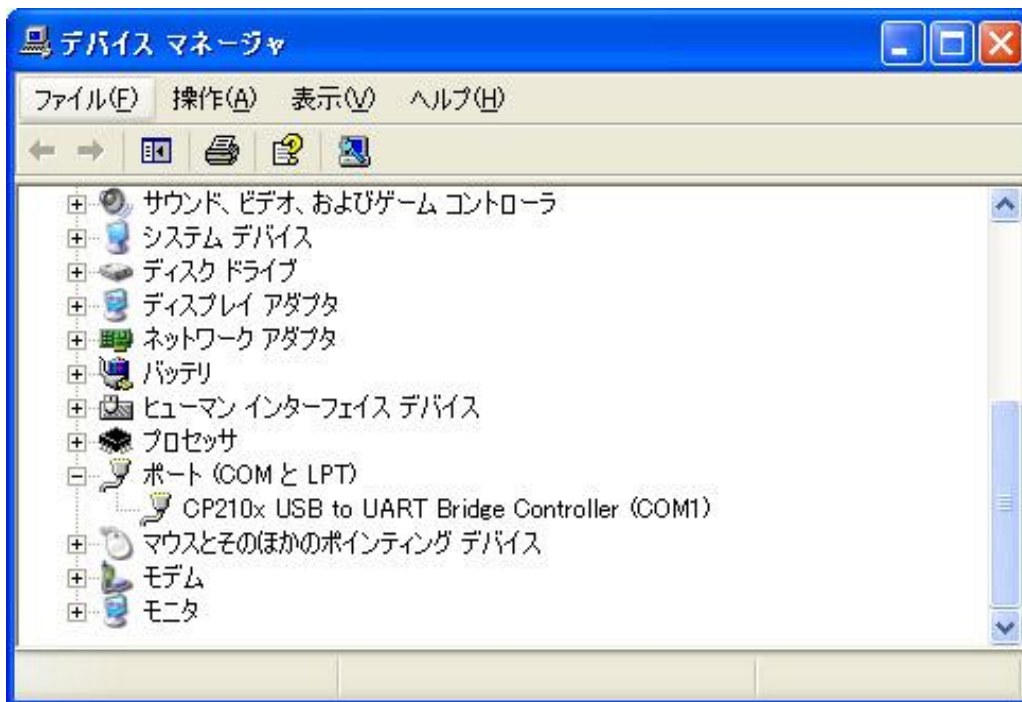 デバイス マネージャ
ファイル(F) 操作(A) 表示(V) ヘルプ(H)
サウンド、ビデオ、およびゲーム コントローラ
システム デバイス
ディスク ドライブ
ディスプレイ アダプタ
ネットワーク アダプタ
バッテリ
ヒューマン インターフェイス デバイス
プロセッサ
ポート (COM と LPT)
CP210x USB to UART Bridge Controller (COM1)
マウスとそのほかのポインティング デバイス
モデム
モニタ